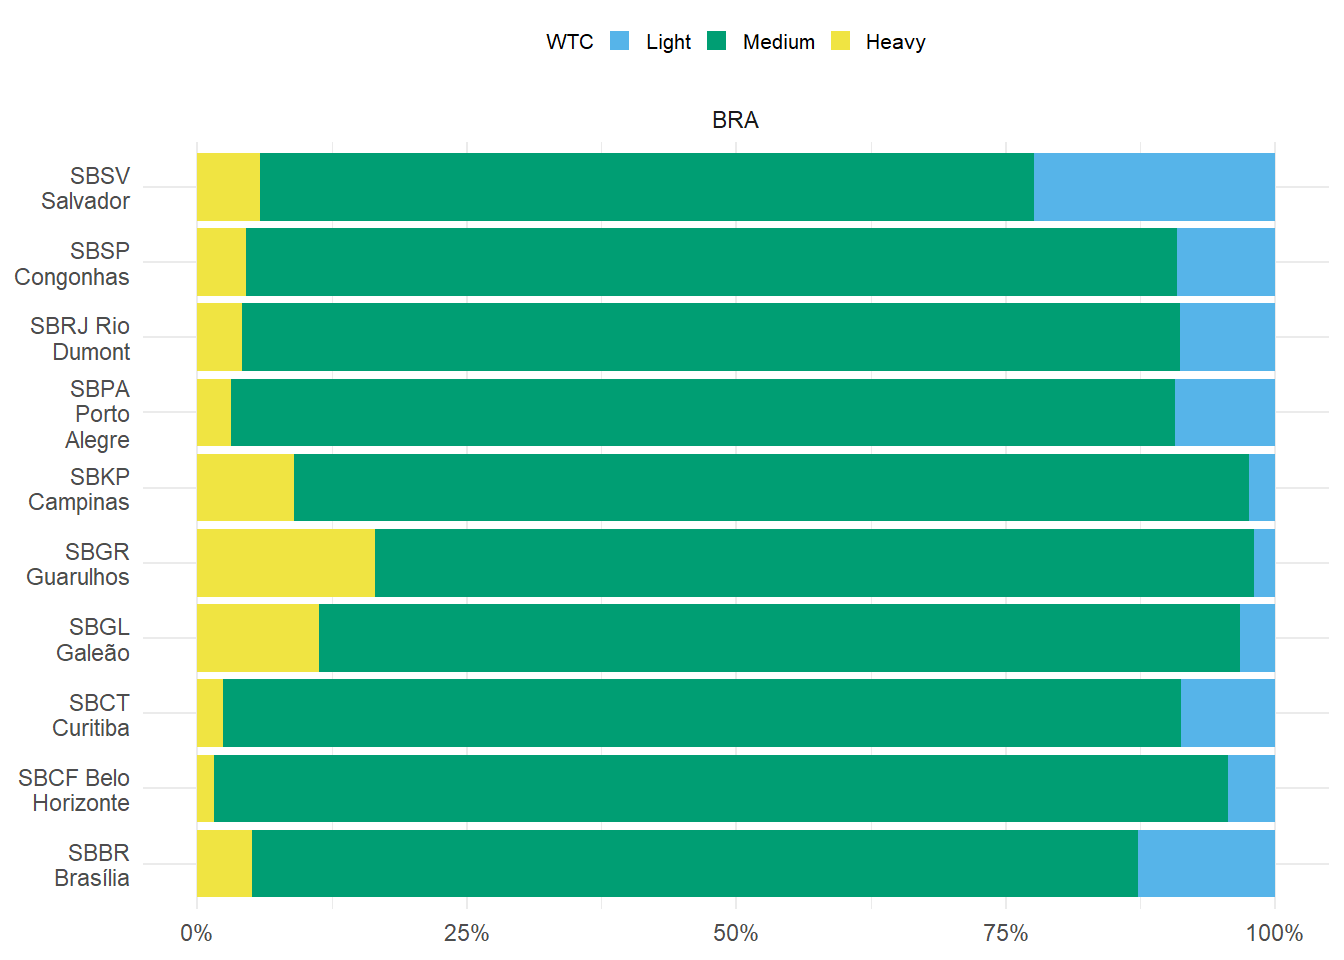 WTC Light Medium Heavy
BRA
SBSV
Salvador
SBSP
Congonhas
SBRJ Rio
Dumont
SBPA
Porto
Alegre
SBKP
Campinas
SBGR
Guarulhos
SBGL
Galeão
SBCT
Curitiba
SBCF Belo
Horizonte
SBBR
Brasília
0% 25% 50% 75% 100%